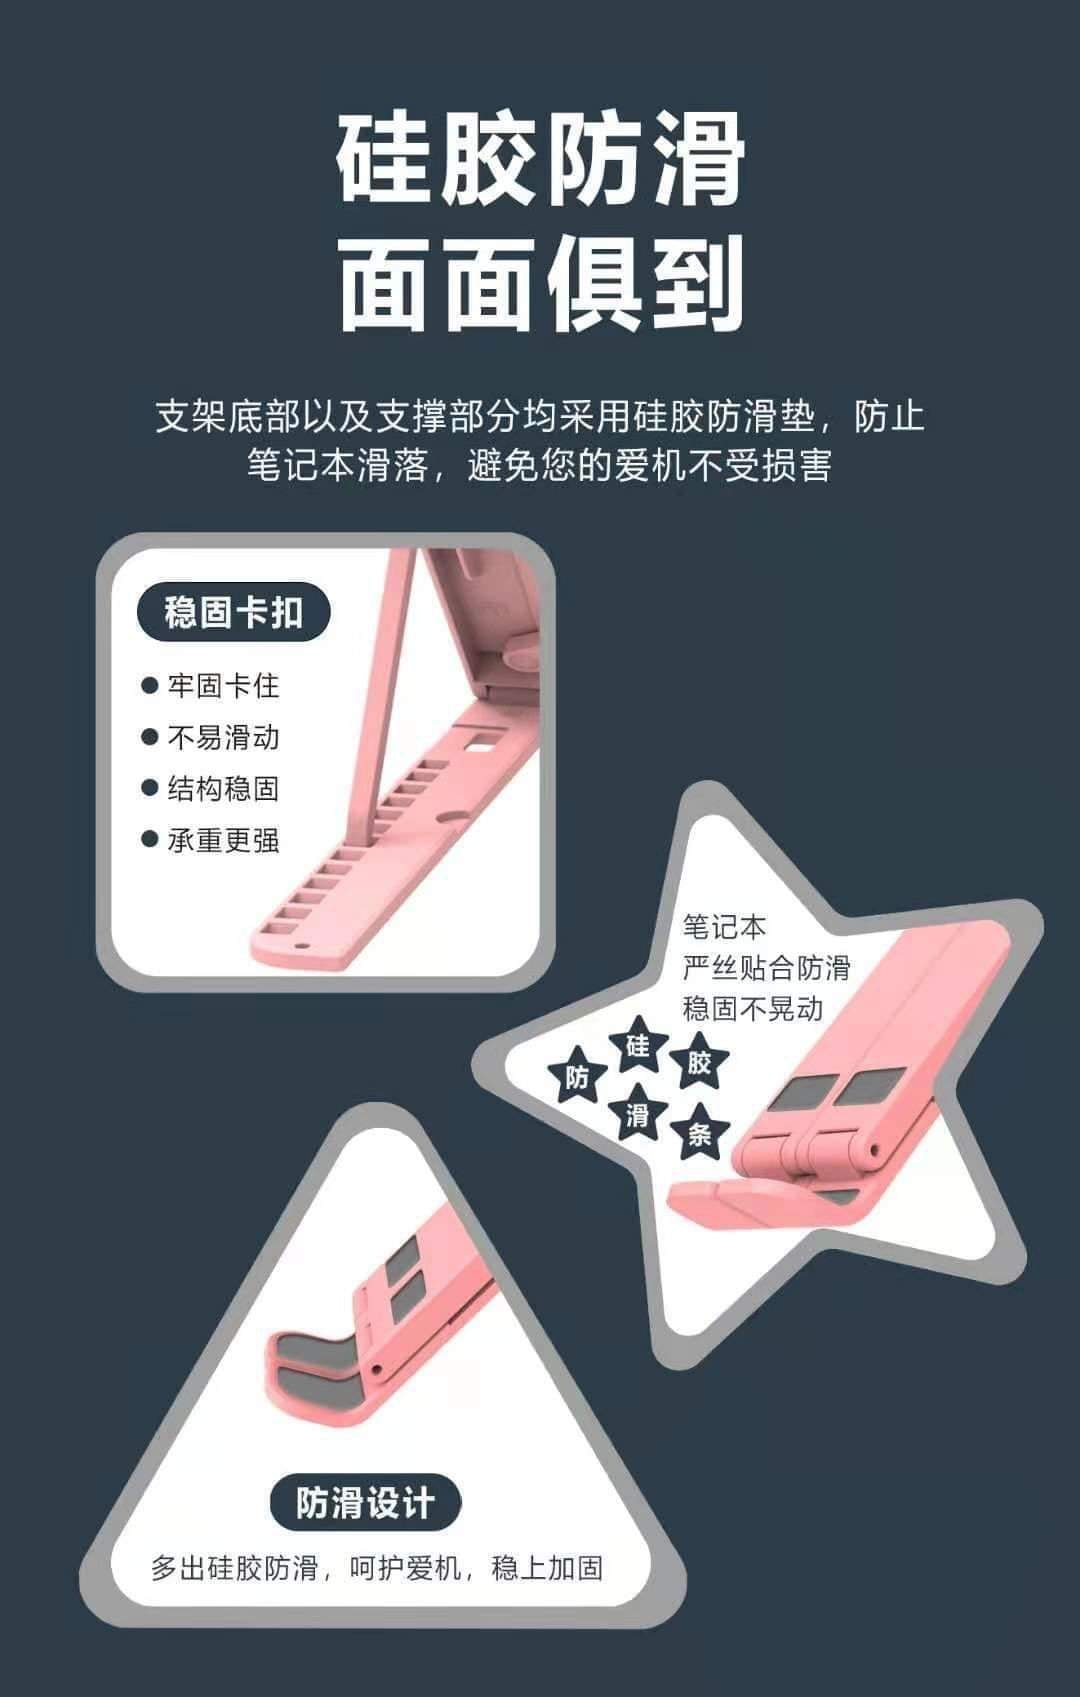 硅胶防滑
面面俱到
支架底部以及支撑部分均采用硅胶防滑垫，防止
笔记本滑落，避免您的爱机不受损害
稳固卡扣
● 牢固卡住
● 不易滑动
● 结构稳固
● 承重更强
笔记本
严丝贴合防滑
稳固不晃动
防硅胶滑条
防滑设计
多出硅胶防滑，呵护爱机，稳上加固